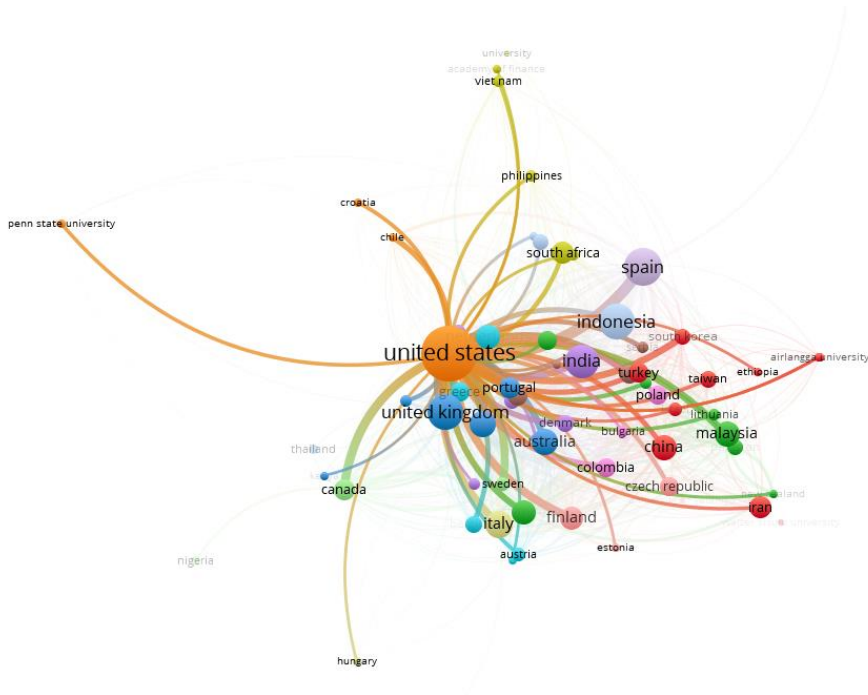 university
academy of finance
viet nam
philippines
croatia
penn state university
chile
south africa
spain
indonesia
south korea
united states
airlangga university
india
turkey
ethiopia
taiwan
portugal
greece
poland
united kingdom
lithuania
denmark
bulgaria
malaysia
australia
china
thailand
colombia
sweden
canada
czech republic
iran
italy
finland
estonia
austria
nigeria
hungary